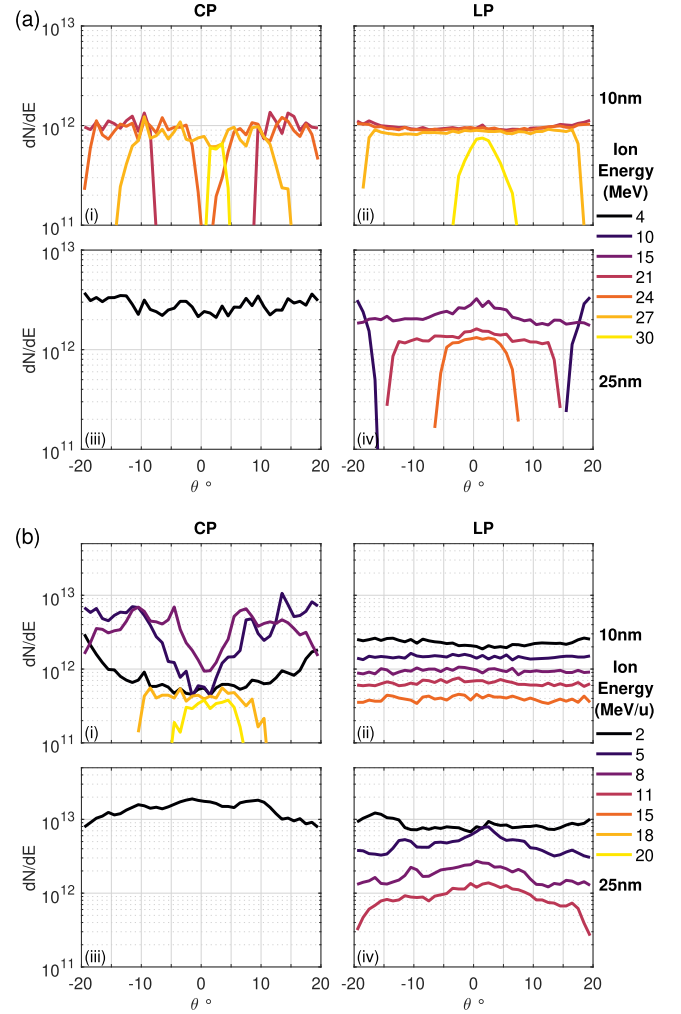 (a)
CP
LP
dN/dE
10^13
10^12
10^11
(i)
(ii)
10nm
Ion
Energy
(MeV)
4
10
15
21
24
27
30
25nm
dN/dE
10^13
10^12
10^11
(iii)
(iv)
-20 -10 0 10 20
-20 -10 0 10 20
θ °
θ °
(b)
CP
LP
dN/dE
10^13
10^12
10^11
(i)
(ii)
10nm
Ion
Energy
(MeV/u)
2
5
8
11
15
18
20
25nm
dN/dE
10^13
10^12
10^11
(iii)
(iv)
-20 -10 0 10 20
-20 -10 0 10 20
θ °
θ °